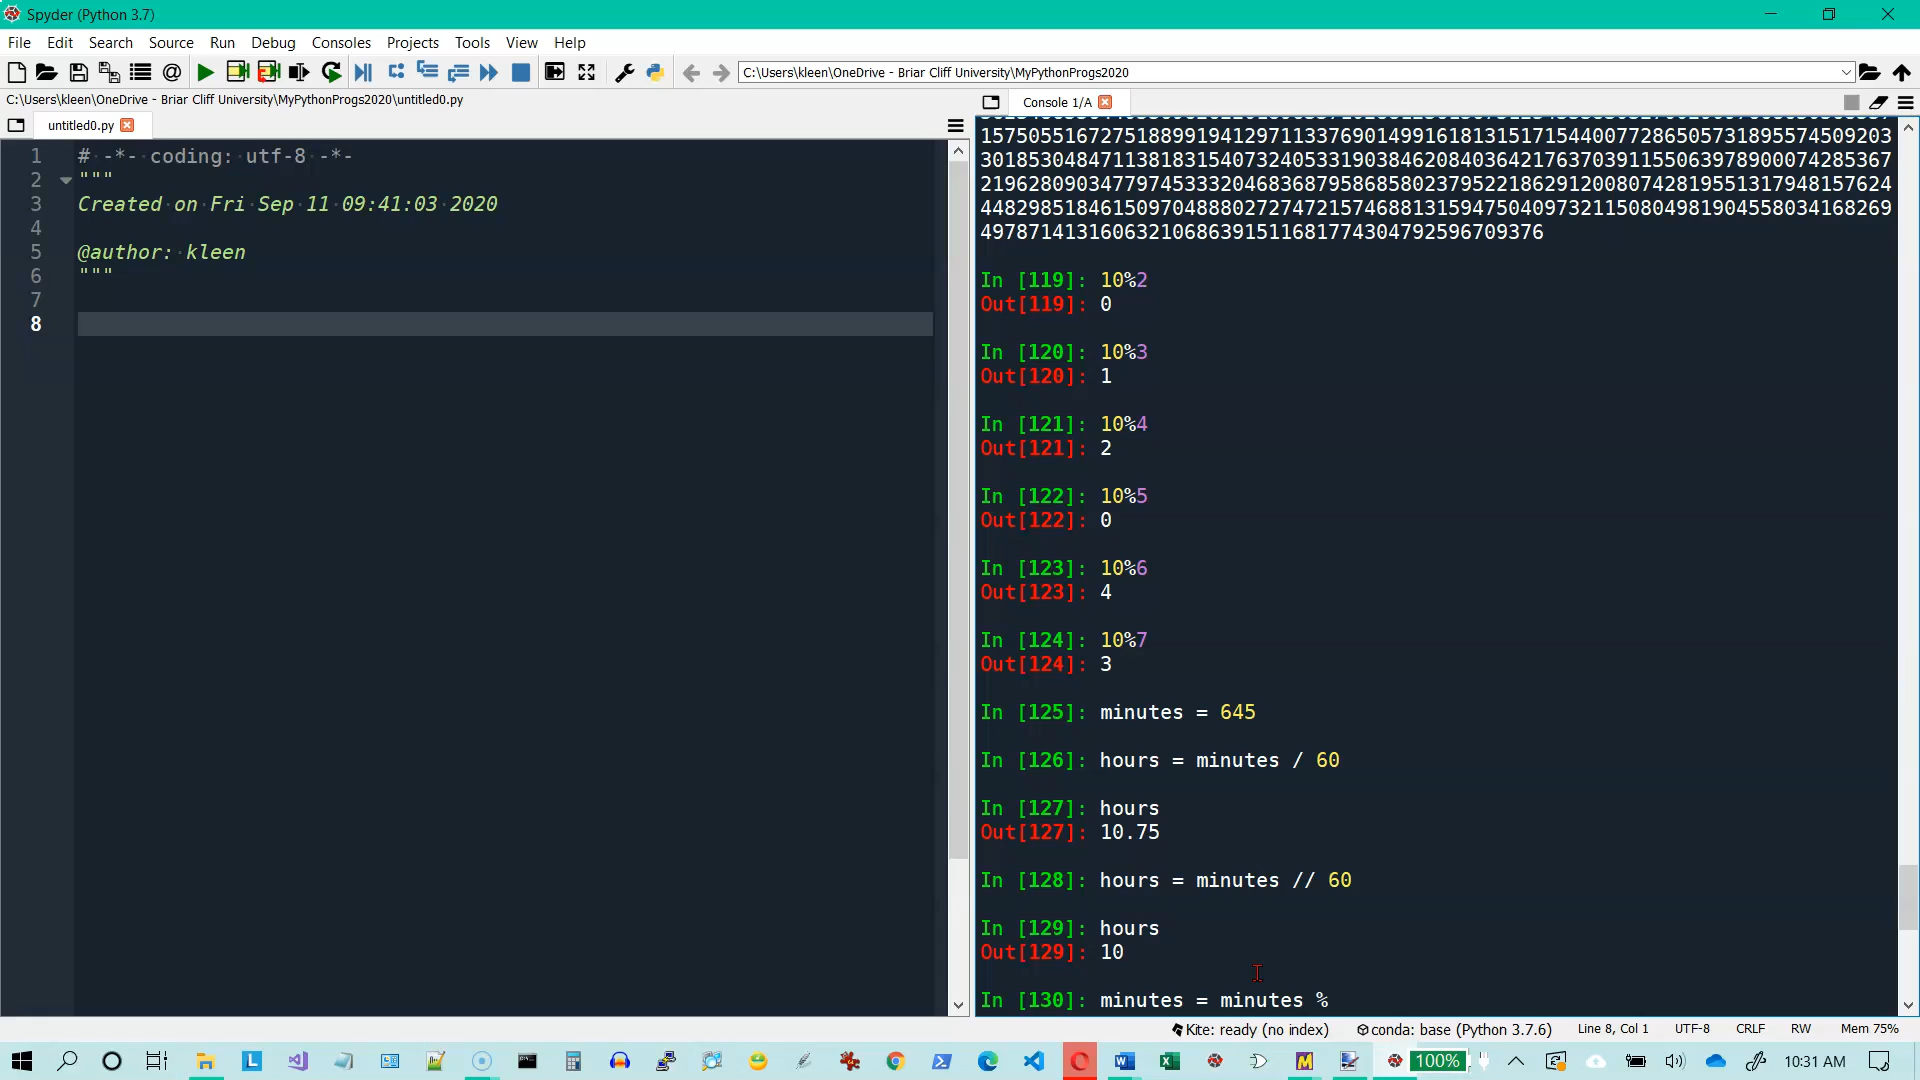 Spyder (Python 3.7)
File Edit Search Source Run Debug Consoles Projects Tools View Help
C:\Users\kleen\OneDrive - Briar Cliff University\MyPythonProgs2020
C:\Users\kleen\OneDrive - Briar Cliff University\MyPythonProgs2020\untitled0.py
untitled0.py
1 # -*- coding: utf-8 -*-
2 """
3 Created on Fri Sep 11 09:41:03 2020
4
5 @author: kleen
6 """
7
8
Console 1/A
1575055167275188991941297113376901499161813151715440077286505731895574509203
3018530484711381831540732405331903846208403642176370391155063978900074285367
2196280903477974533320468368795868580237952218629120080742819551317948157624
4482985184615097048880272747215746881315947504097321150804981904558034168269
49787141316063210686391511681774304792596709376
In [119]: 10%2
Out[119]: 0
In [120]: 10%3
Out[120]: 1
In [121]: 10%4
Out[121]: 2
In [122]: 10%5
Out[122]: 0
In [123]: 10%6
Out[123]: 4
In [124]: 10%7
Out[124]: 3
In [125]: minutes = 645
In [126]: hours = minutes / 60
In [127]: hours
Out[127]: 10.75
In [128]: hours = minutes // 60
In [129]: hours
Out[129]: 10
In [130]: minutes = minutes %
Kite: ready (no index) conda: base (Python 3.7.6) Line 8, Col 1 UTF-8 CRLF RW Mem 75%
100% 10:31 AM